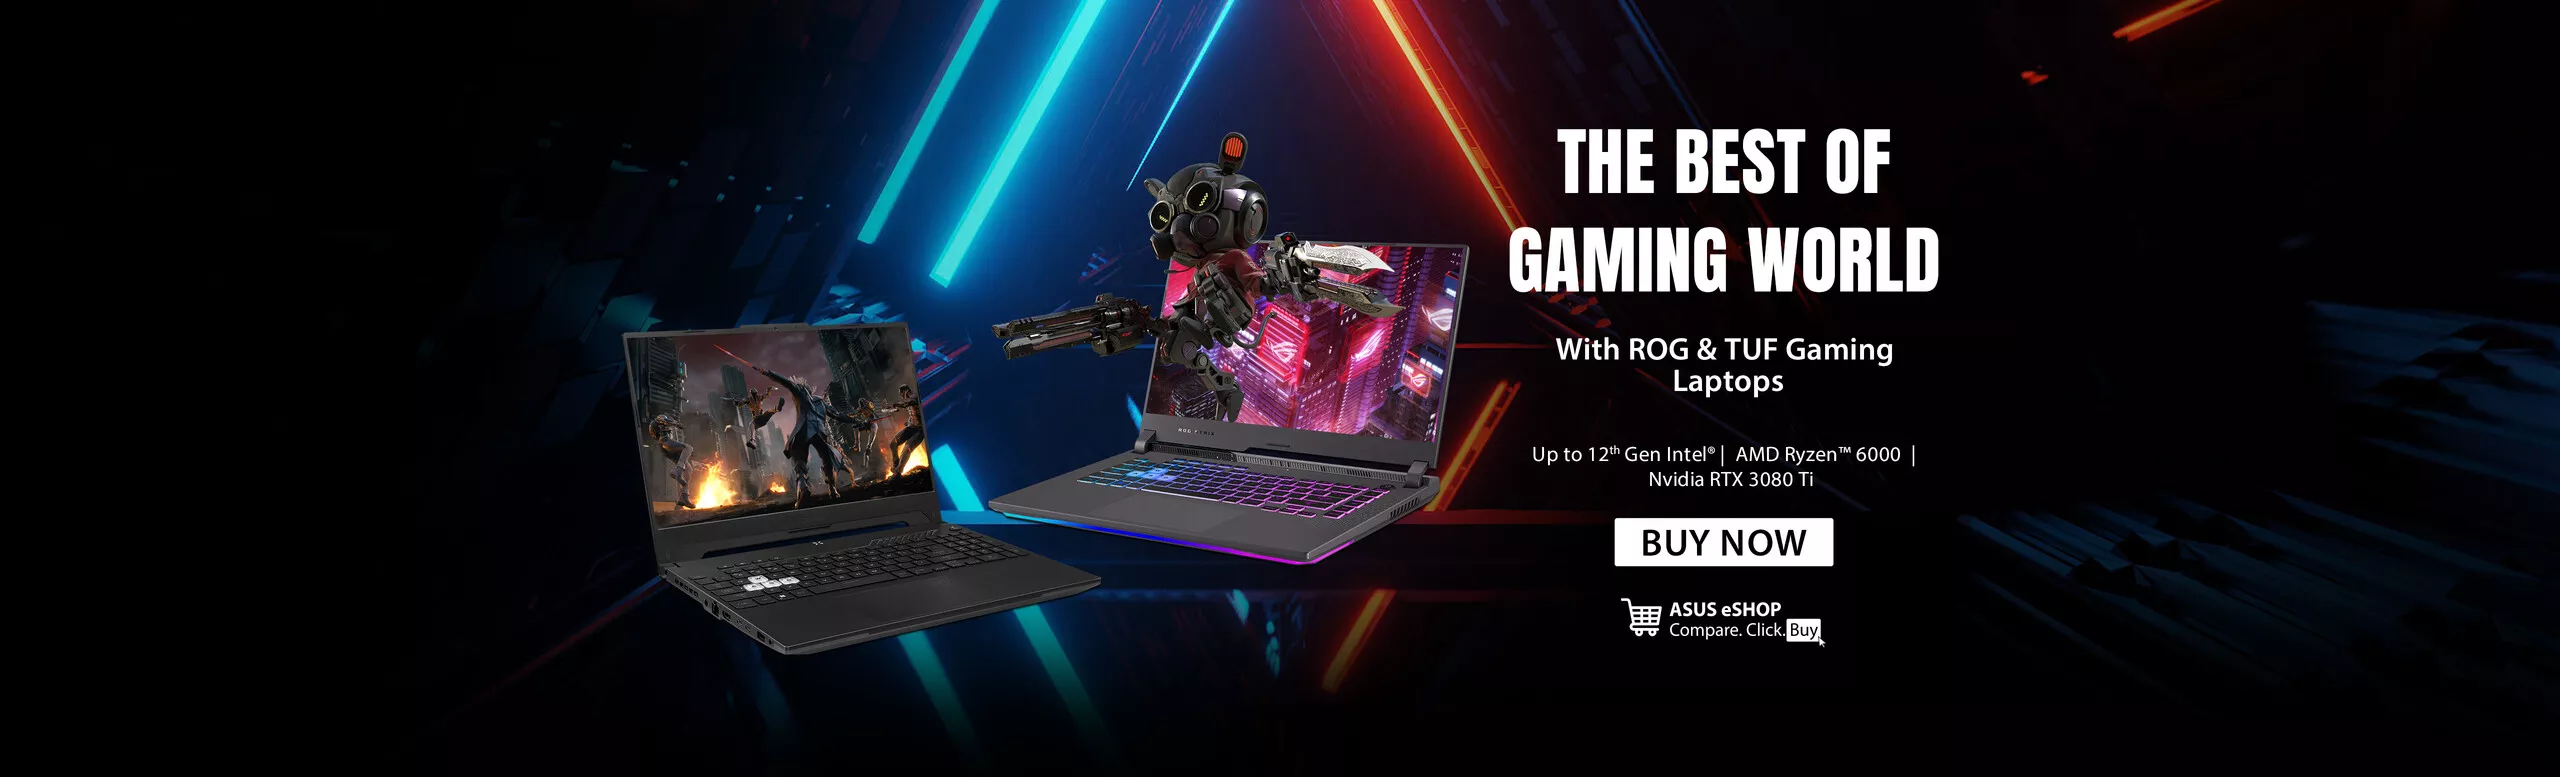 THE BEST OF
GAMING WORLD
With ROG & TUF Gaming
Laptops
Up to 12th Gen Intel® | AMD Ryzen™ 6000 |
Nvidia RTX 3080 Ti
BUY NOW
ASUS eSHOP
Compare. Click. Buy